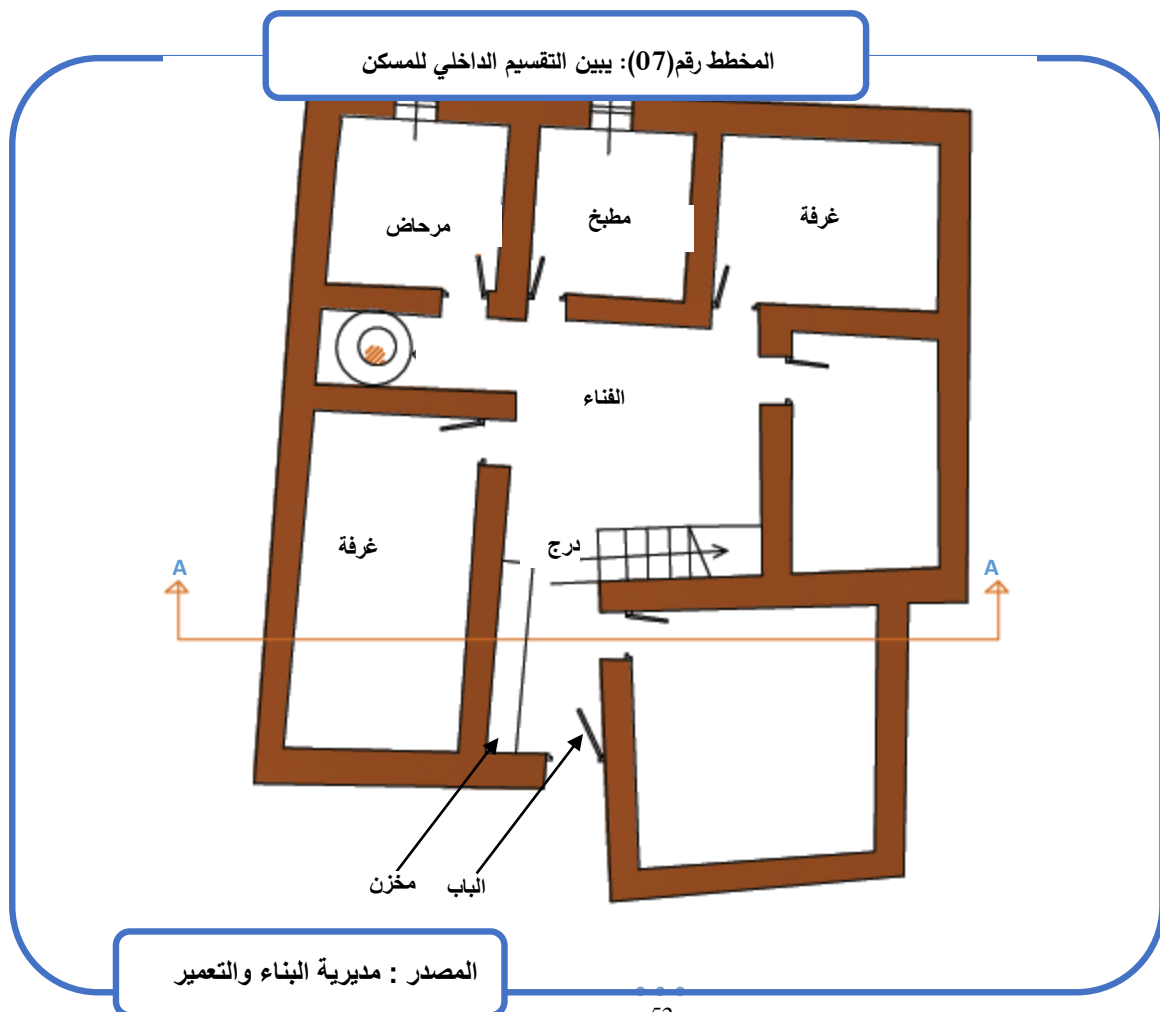 المخطط رقم(07): يبين التقسيم الداخلي للمسكن
مرحاض
مطبخ
غرفة
الفناء
غرفة
درج
A
A
مخزن
الباب
المصدر : مديرية البناء والتعمير
52